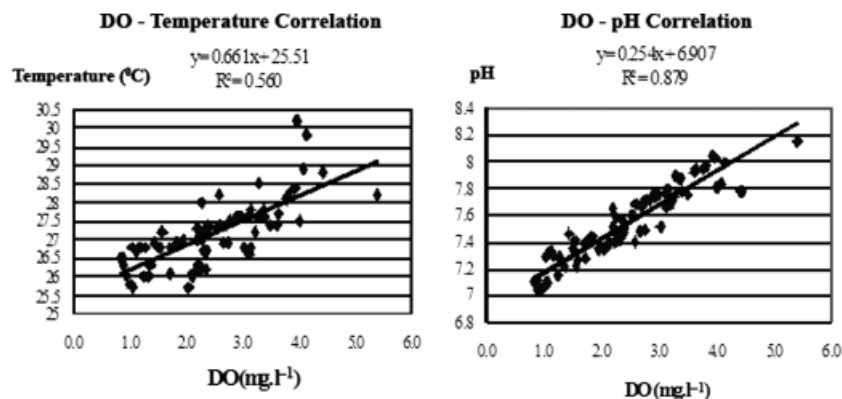 DO - Temperature Correlation
y=0.661x+25.51
R²=0.560
Temperature (⁰C)
30.5
30
29.5
29
28.5
28
27.5
27
26.5
26
25.5
25
0.0 1.0 2.0 3.0 4.0 5.0 6.0
DO(mg.l⁻¹)
DO - pH Correlation
y=0.254x+6.907
R²=0.879
pH
8.4
8.2
8
7.8
7.6
7.4
7.2
7
6.8
0.0 1.0 2.0 3.0 4.0 5.0 6.0
DO(mg.l⁻¹)